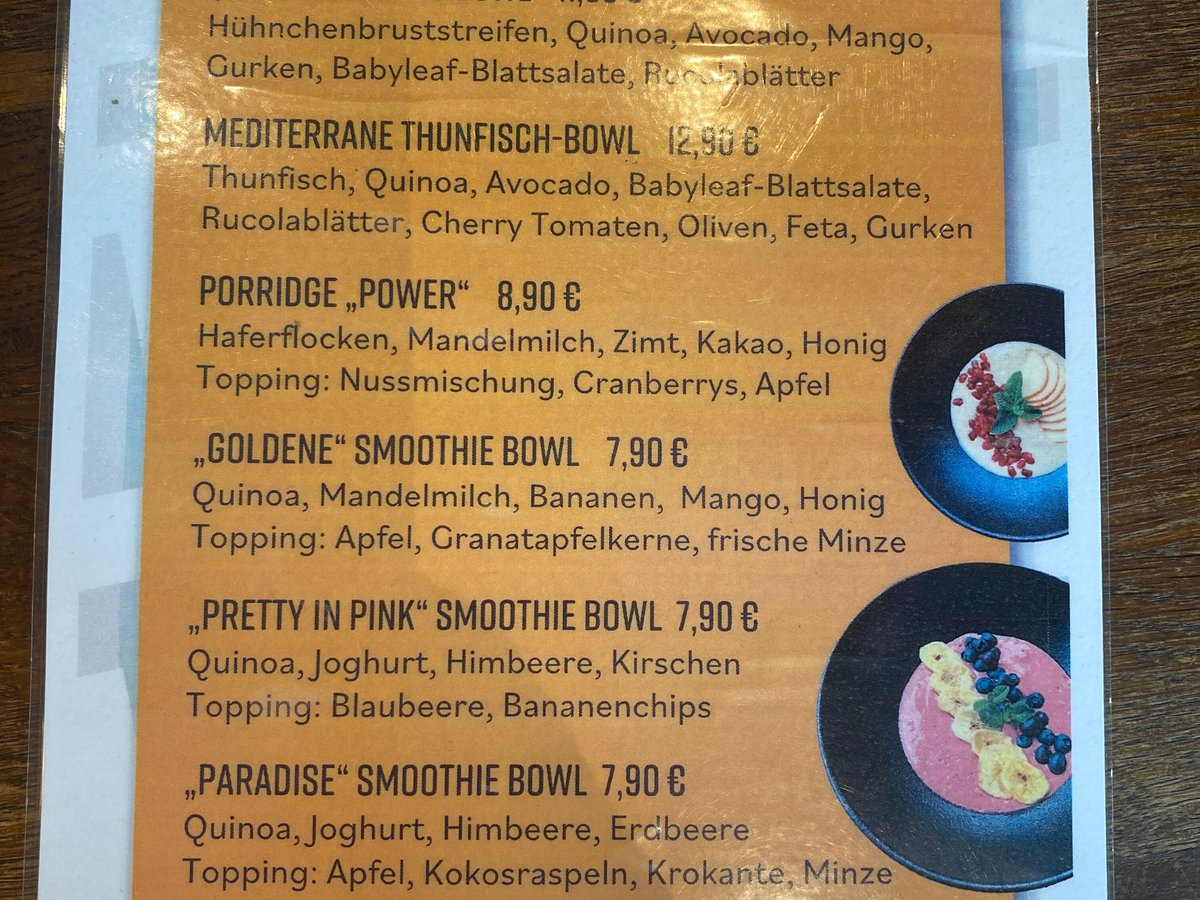 Hühnchenbruststreifen, Quinoa, Avocado, Mango,
Gurken, Babyleaf-Blattsalate, Rucolablätter
MEDITERRANE THUNFISCH-BOWL 12,90 €
Thunfisch, Quinoa, Avocado, Babyleaf-Blattsalate,
Rucolablätter, Cherry Tomaten, Oliven, Feta, Gurken
PORRIDGE „POWER“ 8,90 €
Haferflocken, Mandelmilch, Zimt, Kakao, Honig
Topping: Nussmischung, Cranberrys, Apfel
„GOLDENE“ SMOOTHIE BOWL 7,90 €
Quinoa, Mandelmilch, Bananen, Mango, Honig
Topping: Apfel, Granatapfelkerne, frische Minze
„PRETTY IN PINK“ SMOOTHIE BOWL 7,90 €
Quinoa, Joghurt, Himbeere, Kirschen
Topping: Blaubeere, Bananenchips
„PARADISE“ SMOOTHIE BOWL 7,90 €
Quinoa, Joghurt, Himbeere, Erdbeere
Topping: Apfel, Kokosraspeln, Krokante, Minze